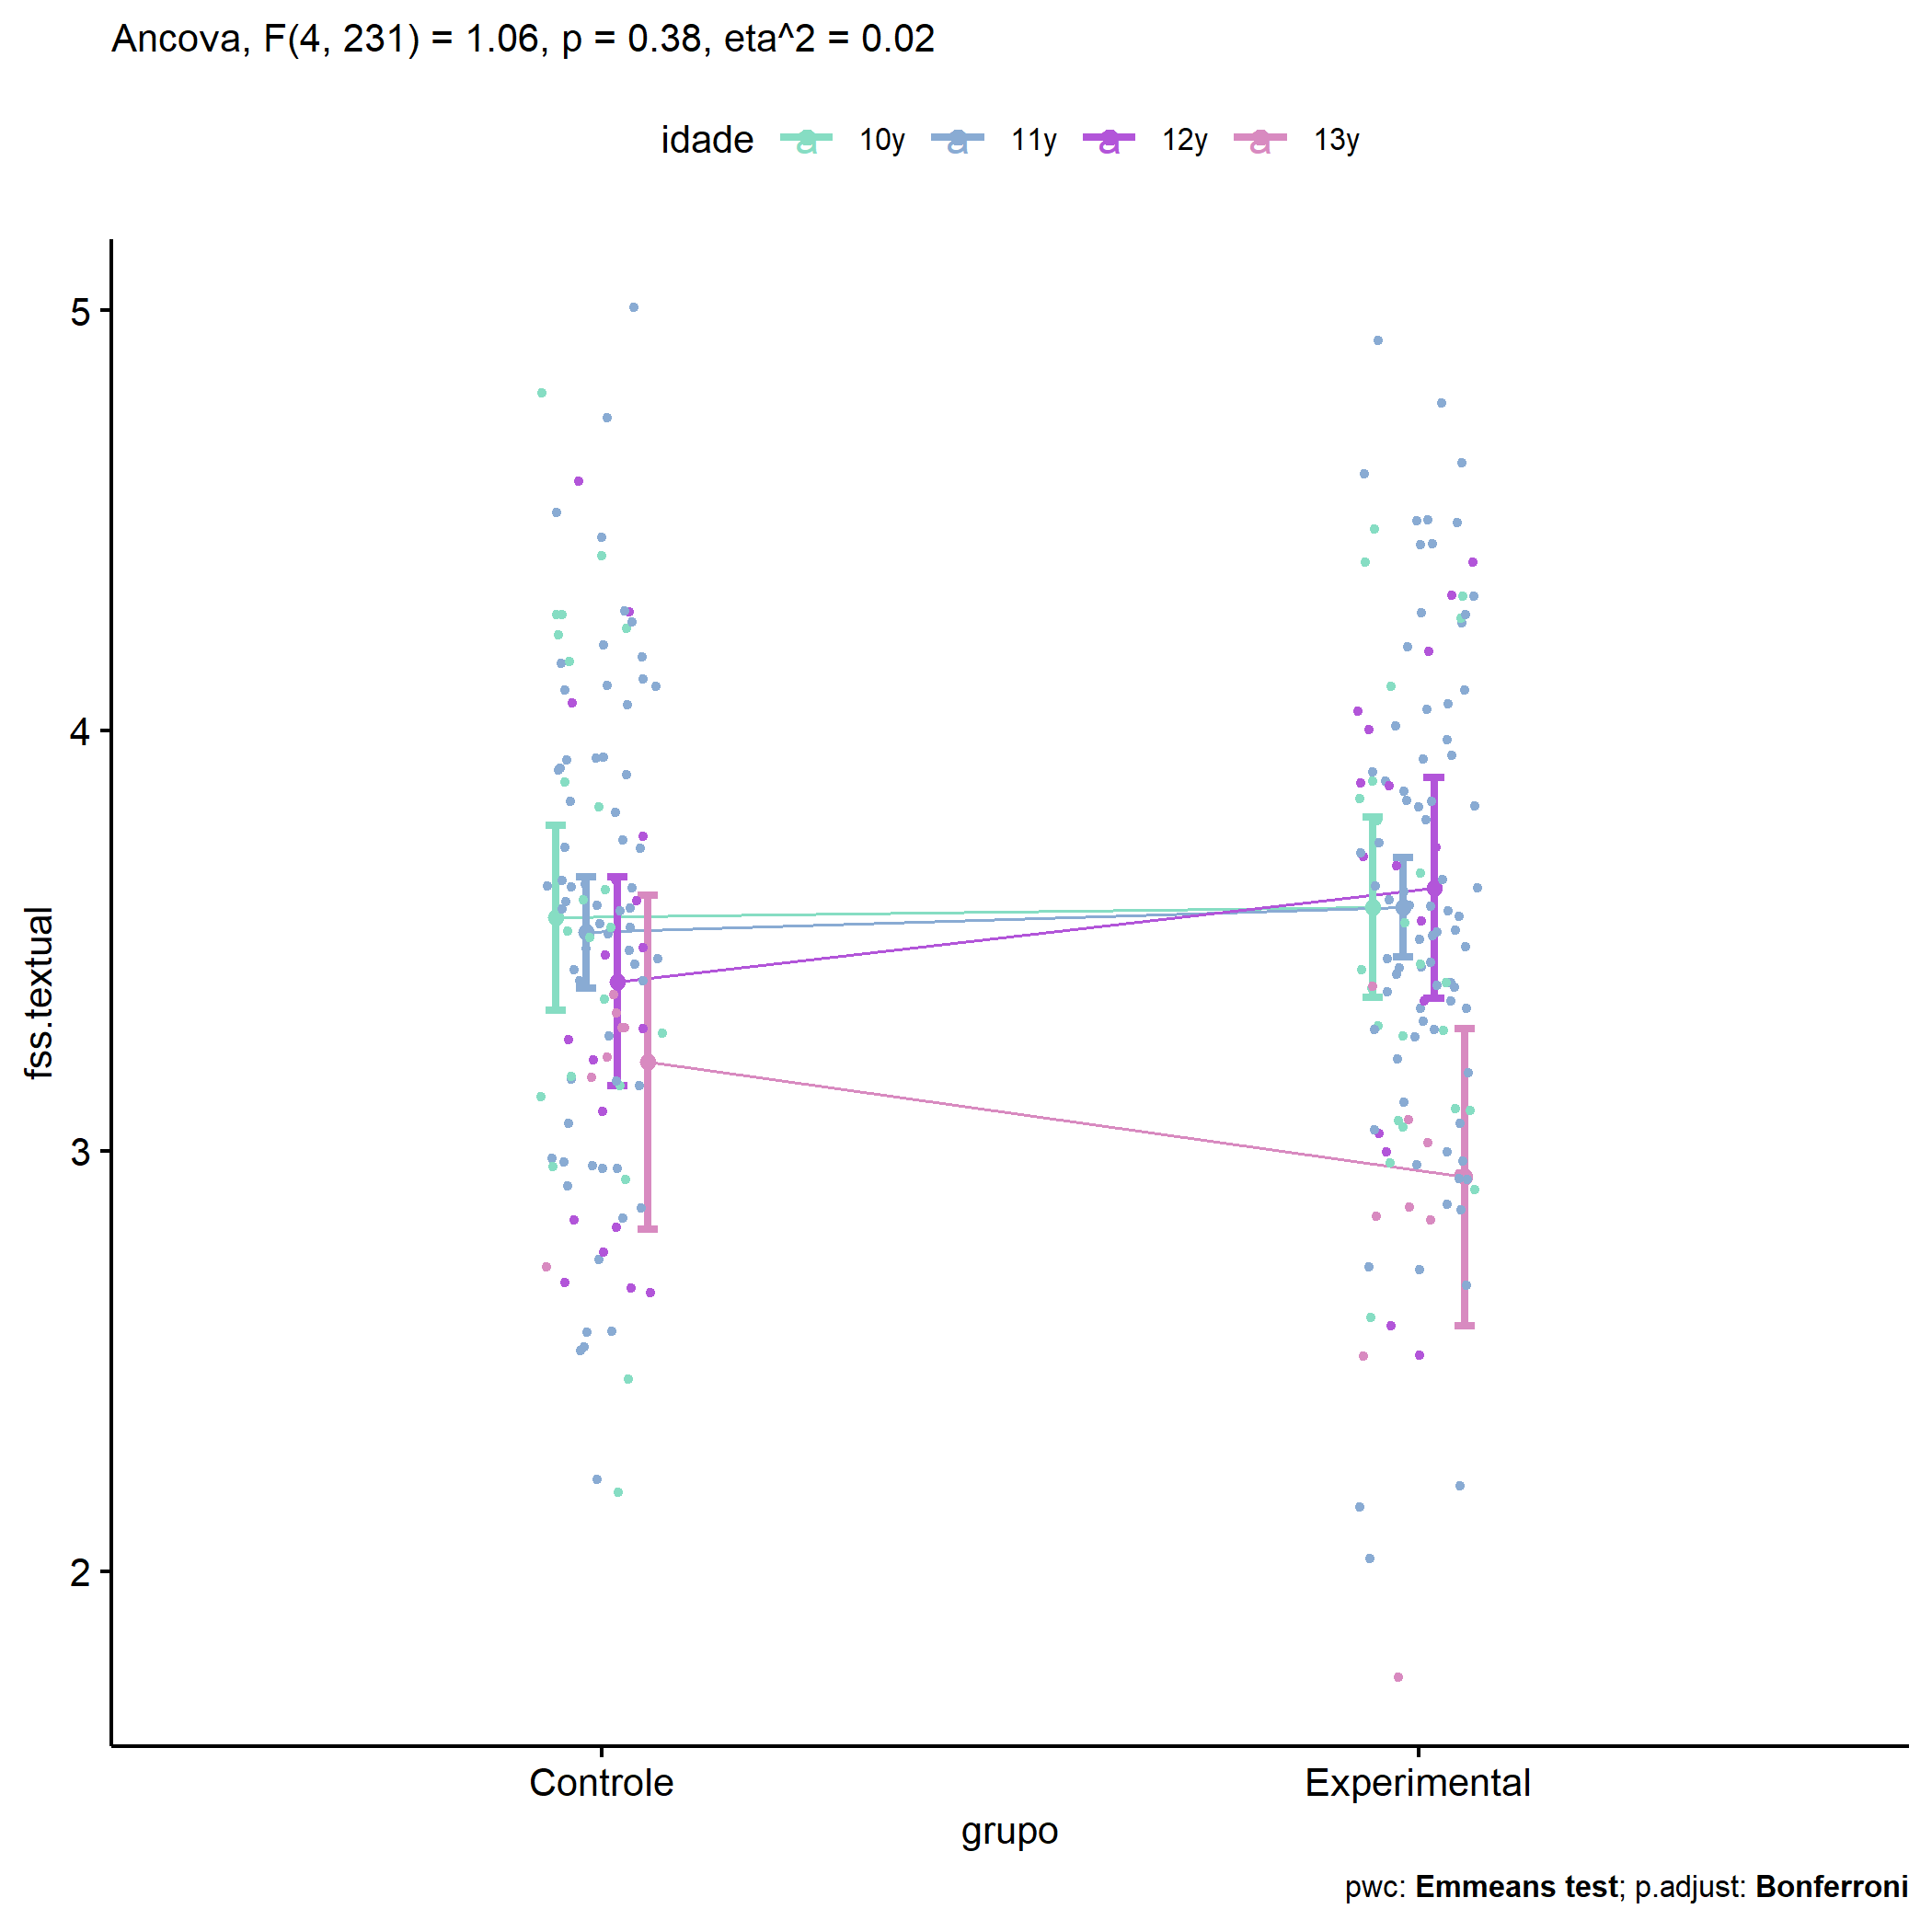 Ancova, F(4, 231) = 1.06, p = 0.38, eta^2 = 0.02
idade a 10y a 11y a 12y a 13y
5
4
3
2
fss.textual
Controle Experimental
grupo
pwc: Emmeans test; p.adjust: Bonferroni